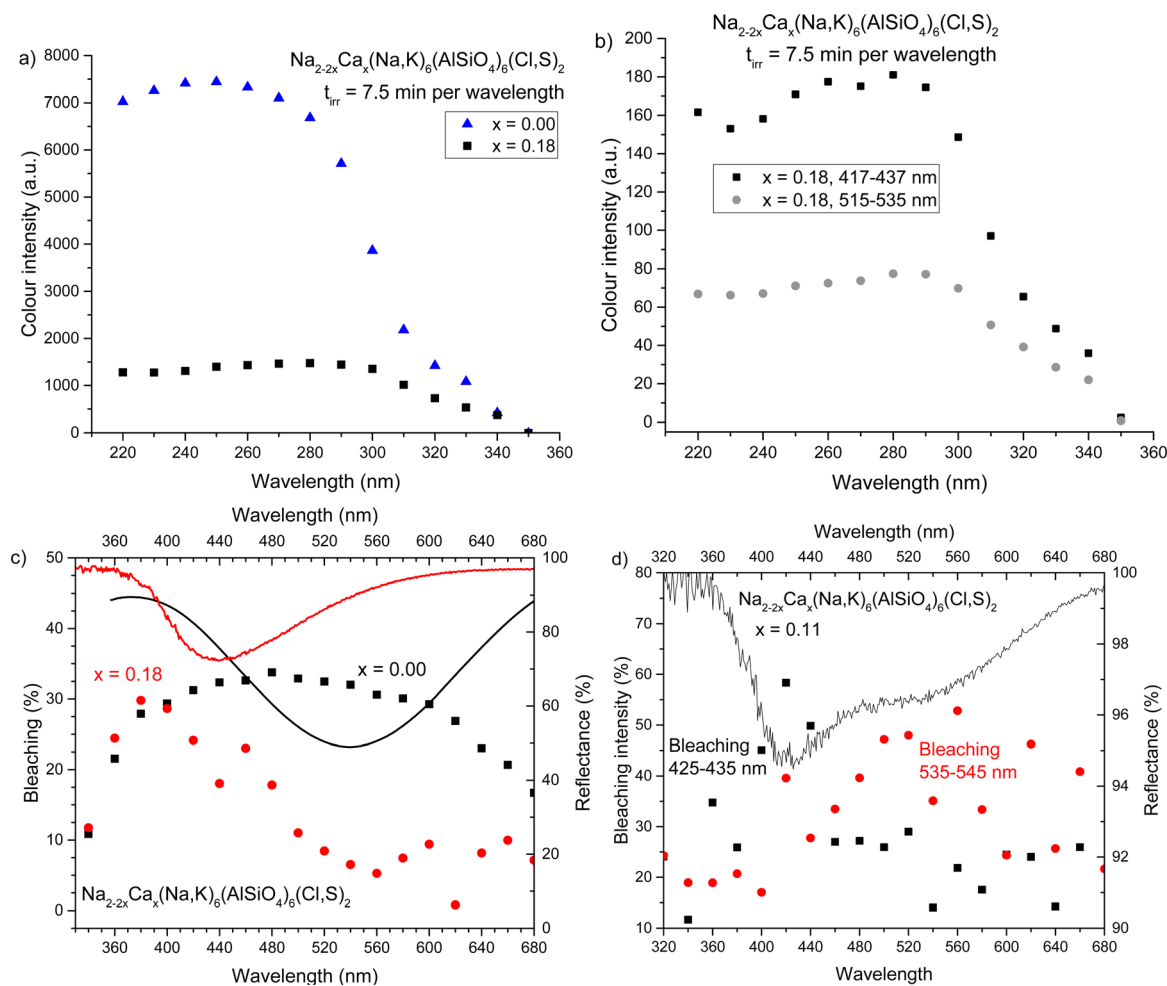 a)
Na2-2xCax(Na,K)6(AlSiO4)6(Cl,S)2
tirr = 7.5 min per wavelength
x = 0.00
x = 0.18
Colour intensity (a.u.)
8000
7000
6000
5000
4000
3000
2000
1000
0
220 240 260 280 300 320 340 360
Wavelength (nm)
b)
Na2-2xCax(Na,K)6(AlSiO4)6(Cl,S)2
tirr = 7.5 min per wavelength
x = 0.18, 417-437 nm
x = 0.18, 515-535 nm
Colour intensity (a.u.)
200
180
160
140
120
100
80
60
40
20
0
220 240 260 280 300 320 340 360
Wavelength (nm)
Wavelength (nm)
360 400 440 480 520 560 600 640 680
c)
x = 0.18
x = 0.00
Na2-2xCax(Na,K)6(AlSiO4)6(Cl,S)2
Bleaching (%)
50
40
30
20
10
0
Reflectance (%)
100
80
60
40
20
0
360 400 440 480 520 560 600 640 680
Wavelength (nm)
Wavelength (nm)
320 360 400 440 480 520 560 600 640 680
d)
Na2-2xCax(Na,K)6(AlSiO4)6(Cl,S)2
x = 0.11
Bleaching
425-435 nm
Bleaching
535-545 nm
Bleaching intensity (%)
80
70
60
50
40
30
20
10
Reflectance (%)
100
98
96
94
92
90
320 360 400 440 480 520 560 600 640 680
Wavelength